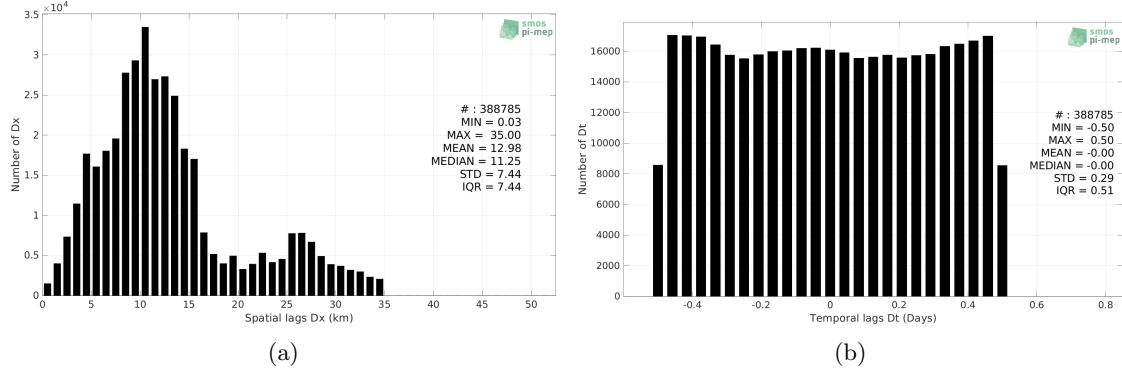 ×10⁴
3.5
3
2.5
2
1.5
1
0.5
0
Number of Dx
0 5 10 15 20 25 30 35 40 45 50
Spatial lags Dx (km)
smos
pi-mep
# : 388785
MIN = 0.03
MAX = 35.00
MEAN = 12.98
MEDIAN = 11.25
STD = 7.44
IQR = 7.44
(a)
16000
14000
12000
10000
8000
6000
4000
2000
0
Number of Dt
-0.4 -0.2 0 0.2 0.4 0.6 0.8
Temporal lags Dt (Days)
smos
pi-mep
# : 388785
MIN = -0.50
MAX = 0.50
MEAN = -0.00
MEDIAN = -0.00
STD = 0.29
IQR = 0.51
(b)